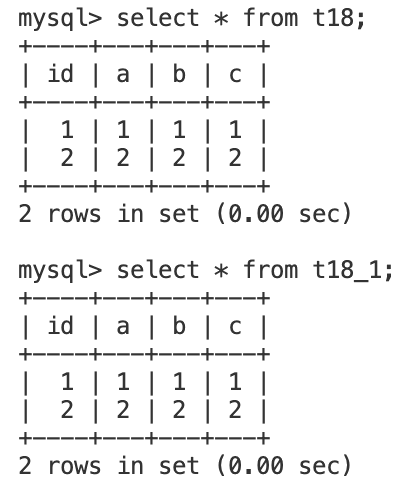 mysql> select * from t18;
+----+---+---+---+
| id | a | b | c |
+----+---+---+---+
|  1 | 1 | 1 | 1 |
|  2 | 2 | 2 | 2 |
+----+---+---+---+
2 rows in set (0.00 sec)
mysql> select * from t18_1;
+----+---+---+---+
| id | a | b | c |
+----+---+---+---+
|  1 | 1 | 1 | 1 |
|  2 | 2 | 2 | 2 |
+----+---+---+---+
2 rows in set (0.00 sec)